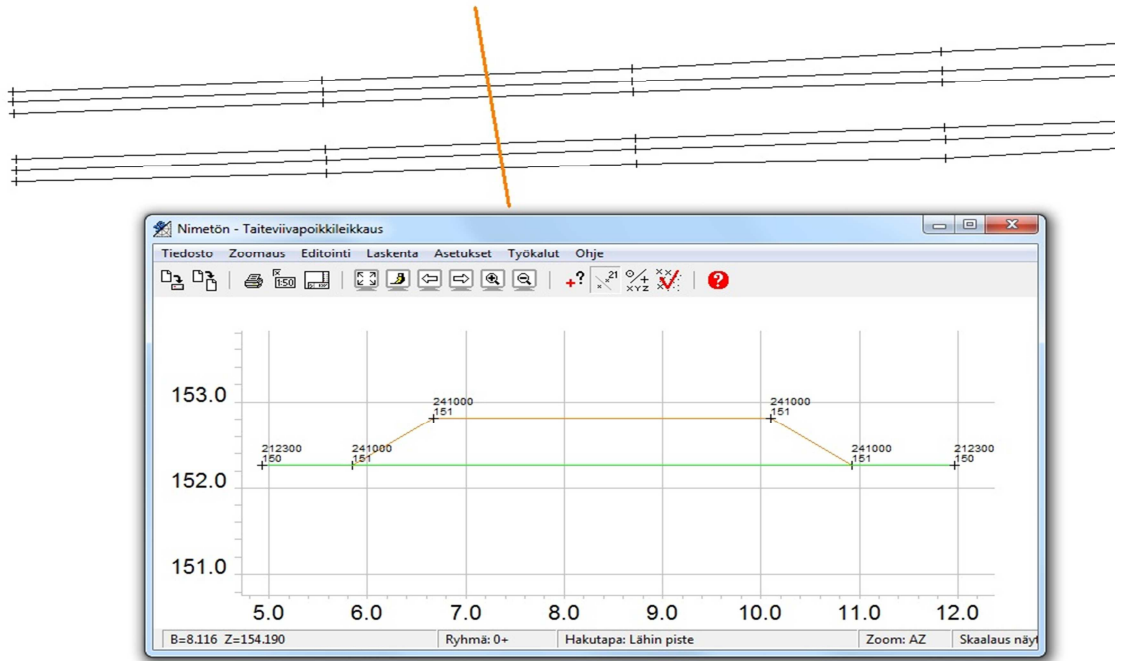 Nimetön - Taiteviivapoikkileikkaus
Tiedosto Zoomaus Editointi Laskenta Asetukset Työkalut Ohje
1:50 +? 21 XYZ ?
153.0
241000 241000
151 151
212300 241000 241000 212300
150 151 151 150
152.0
151.0
5.0 6.0 7.0 8.0 9.0 10.0 11.0 12.0
B=8.116 Z=154.190 Ryhmä: 0+ Hakutapa: Lähin piste Zoom: AZ Skaalaus näyt